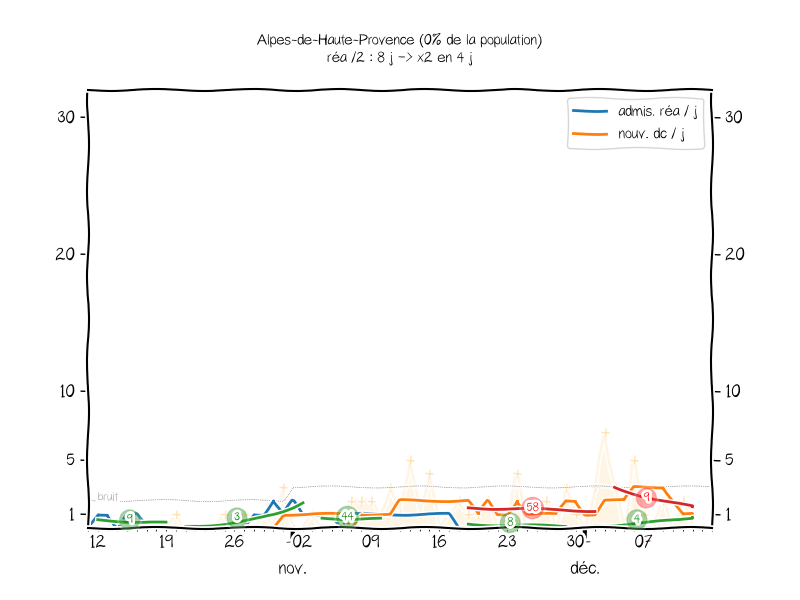 Alpes-de-Haute-Provence (0% de la population)
réa /2 : 8 j -> x2 en 4 j
admis. réa / j
nouv. dc / j
30 30
20 20
10 10
5 5
1 1
bruit
9 3 44 8 58 4 9
12 19 26 02 09 16 23 30 07
nov. déc.